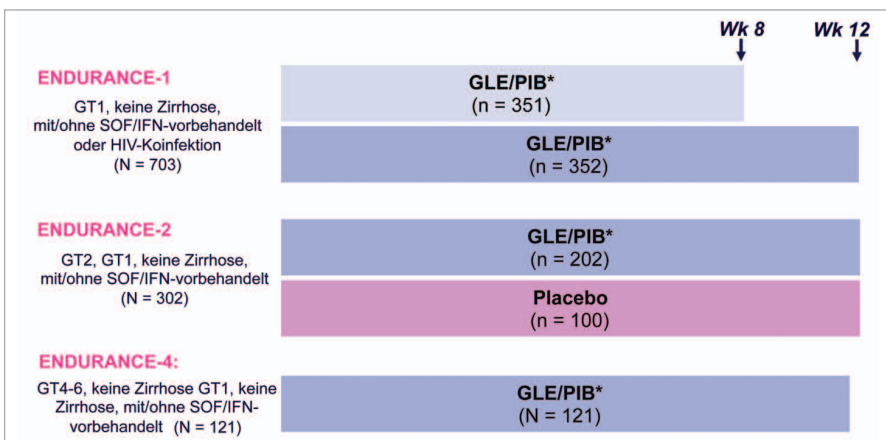 Wk 8 Wk 12
ENDURANCE-1
GT1, keine Zirrhose,
mit/ohne SOF/IFN-vorbehandelt
oder HIV-Koinfektion
(N = 703)
GLE/PIB*
(n = 351)
GLE/PIB*
(n = 352)
ENDURANCE-2
GT2, GT1, keine Zirrhose,
mit/ohne SOF/IFN-vorbehandelt
(N = 302)
GLE/PIB*
(n = 202)
Placebo
(n = 100)
ENDURANCE-4:
GT4-6, keine Zirrhose GT1, keine
Zirrhose, mit/ohne SOF/IFN-
vorbehandelt (N = 121)
GLE/PIB*
(N = 121)